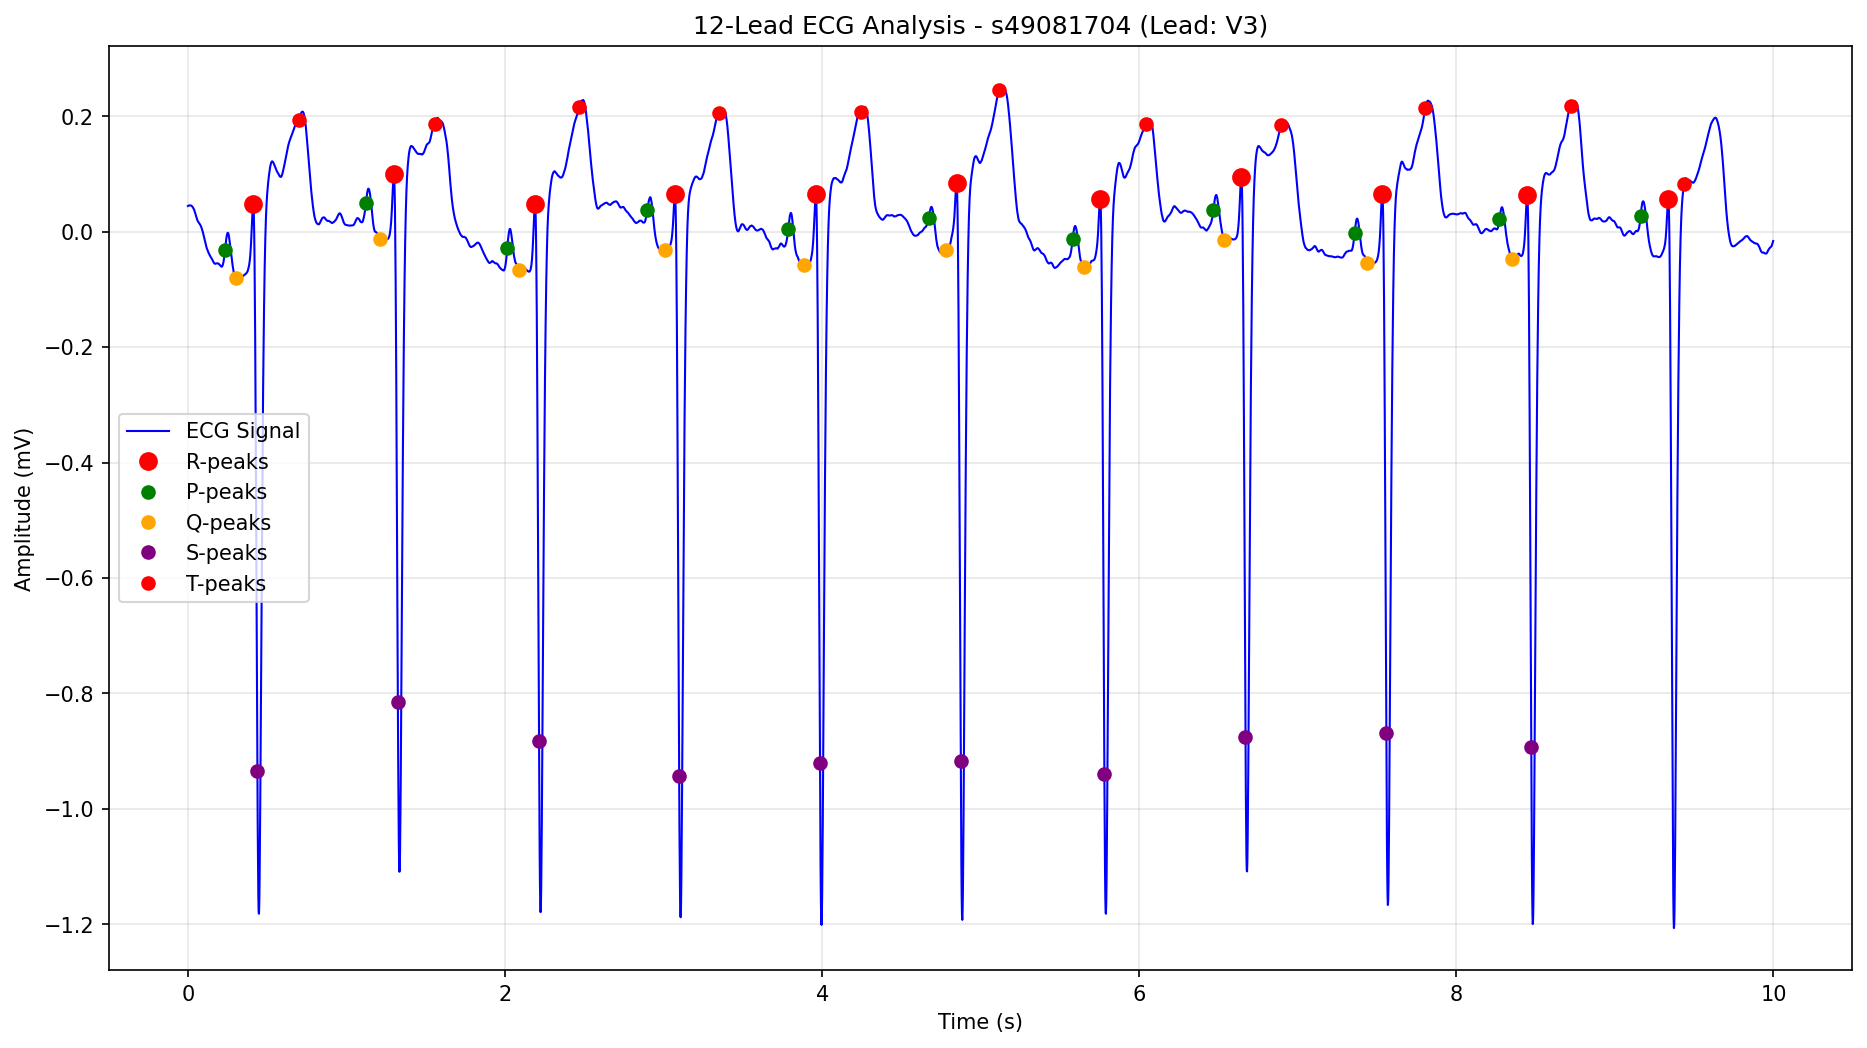 12-Lead ECG Analysis - s49081704 (Lead: V3)
0.2
0.0
−0.2
−0.4
−0.6
−0.8
−1.0
−1.2
Amplitude (mV)
ECG Signal
R-peaks
P-peaks
Q-peaks
S-peaks
T-peaks
0 2 4 6 8 10
Time (s)